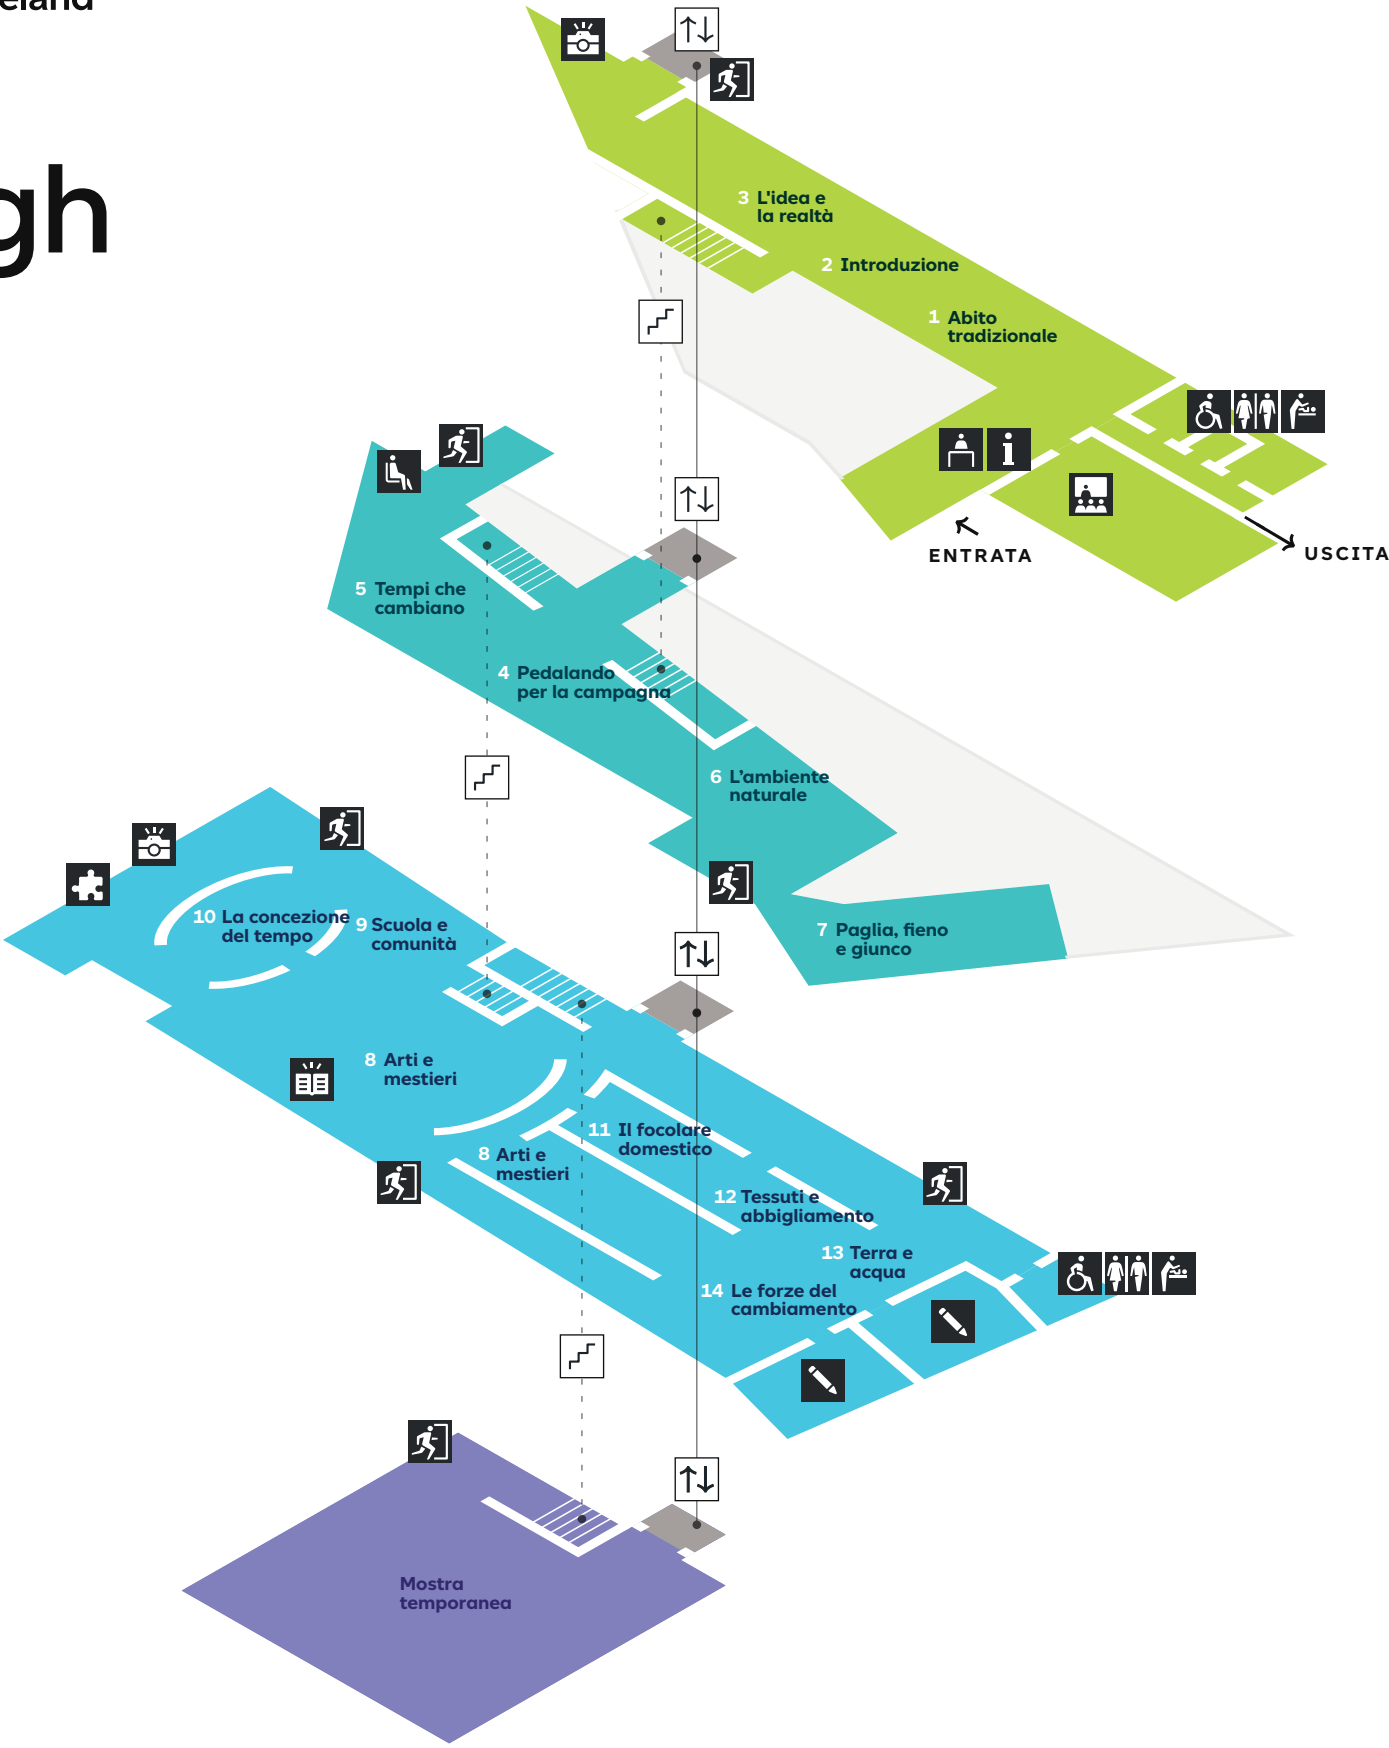 eland
gh
3 L'idea e
la realtà
2 Introduzione
1 Abito
tradizionale
ENTRATA
USCITA
5 Tempi che
cambiano
4 Pedalando
per la campagna
6 L’ambiente
naturale
7 Paglia, fieno
e giunco
10 La concezione
del tempo
9 Scuola e
comunità
8 Arti e
mestieri
11 Il focolare
domestico
8 Arti e
mestieri
12 Tessuti e
abbigliamento
13 Terra e
acqua
14 Le forze del
cambiamento
Mostra
temporanea